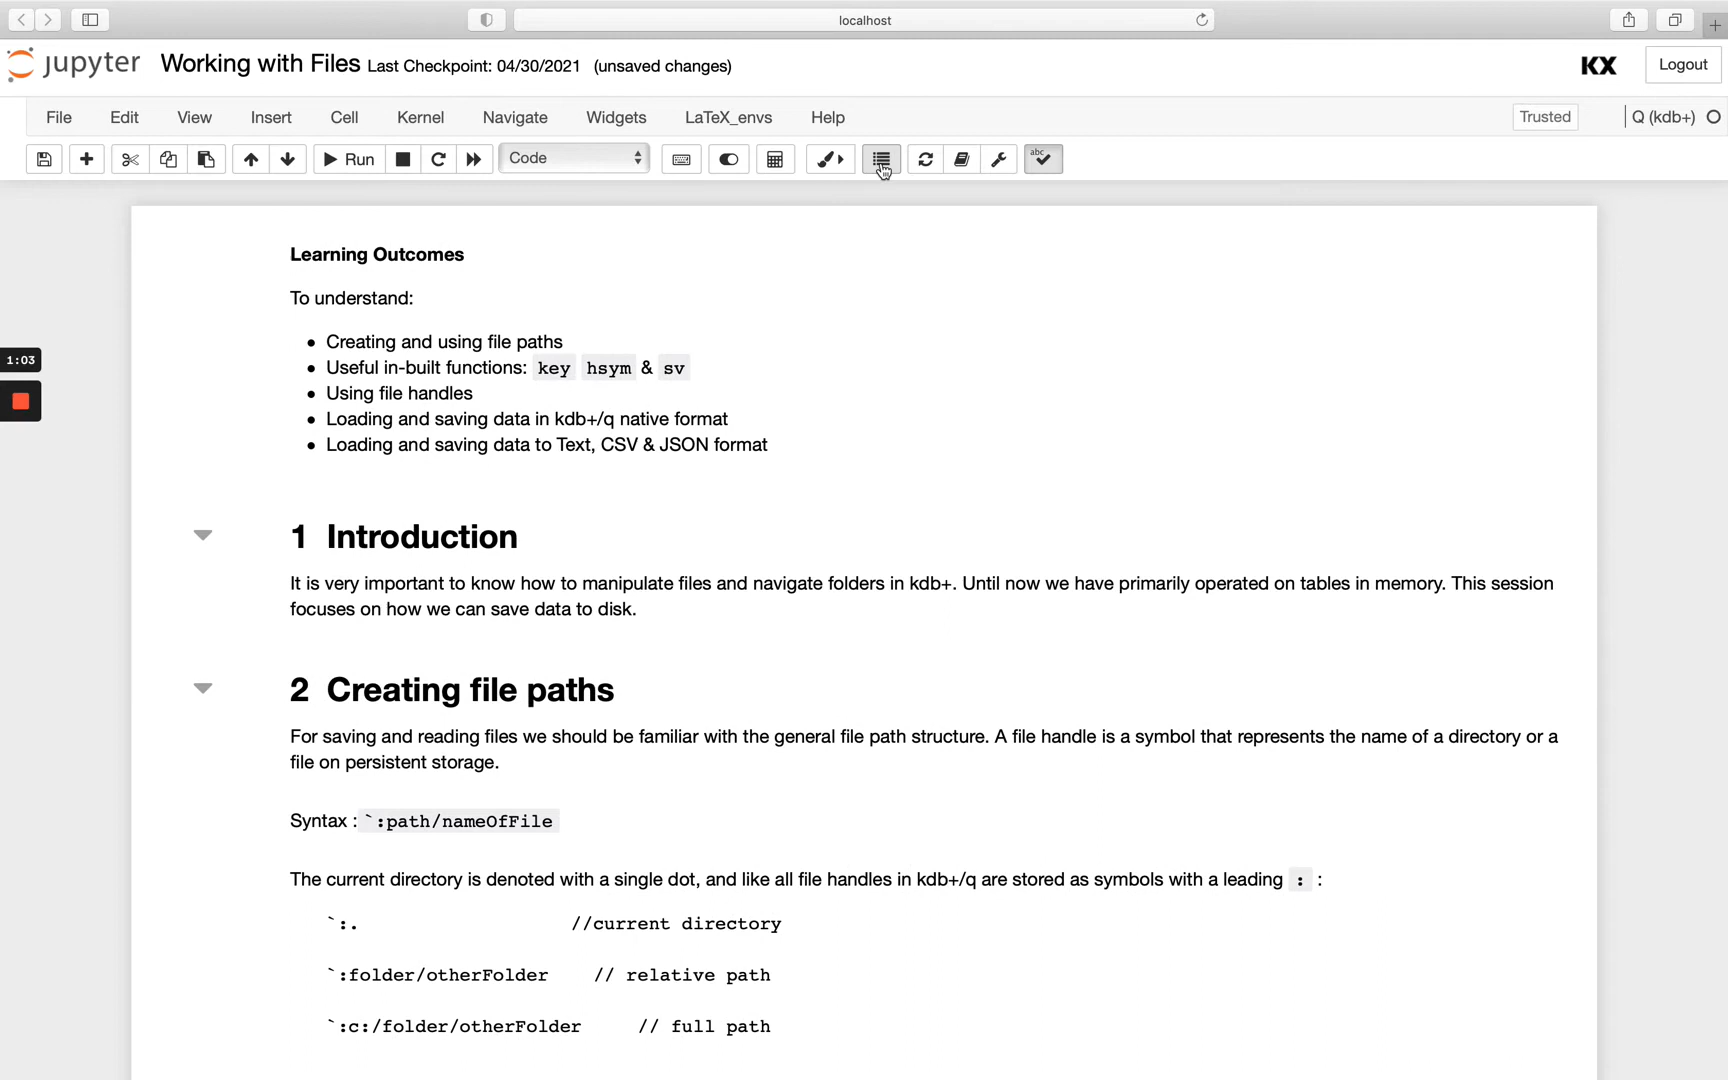 localhost
jupyter Working with Files Last Checkpoint: 04/30/2021 (unsaved changes) KX Logout
File Edit View Insert Cell Kernel Navigate Widgets LaTeX_envs Help Trusted Q (kdb+)
Run Code abc
Learning Outcomes
To understand:
1:03
• Creating and using file paths
• Useful in-built functions: key hsym & sv
• Using file handles
• Loading and saving data in kdb+/q native format
• Loading and saving data to Text, CSV & JSON format
1 Introduction
It is very important to know how to manipulate files and navigate folders in kdb+. Until now we have primarily operated on tables in memory. This session
focuses on how we can save data to disk.
2 Creating file paths
For saving and reading files we should be familiar with the general file path structure. A file handle is a symbol that represents the name of a directory or a
file on persistent storage.
Syntax : `:path/nameOfFile
The current directory is denoted with a single dot, and like all file handles in kdb+/q are stored as symbols with a leading : :
`:. //current directory
`:folder/otherFolder // relative path
`:c:/folder/otherFolder // full path